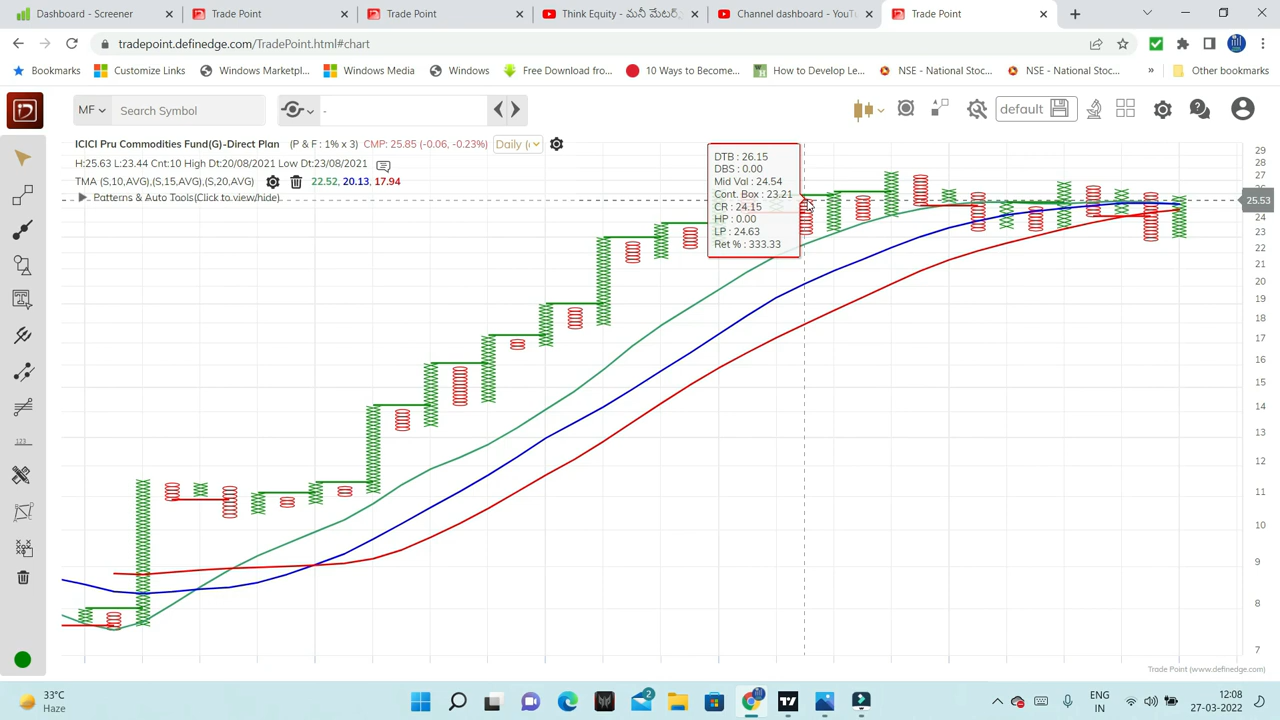 Dashboard - Screener
Trade Point
Trade Point
Think Equity - మనీ మేటర్
Channel dashboard - YouTu
Trade Point
tradepoint.definedge.com/TradePoint.html#chart
Bookmarks
Customize Links
Windows Marketpl...
Windows Media
Windows
Free Download fro...
10 Ways to Become...
How to Develop Le...
NSE - National Stoc...
NSE - National Stoc...
»
Other bookmarks
MF
Search Symbol
-
default
ICICI Pru Commodities Fund(G)-Direct Plan (P & F : 1% x 3) CMP: 25.85 (-0.06, -0.23%)
Daily (
H:25.63 L:23.44 Cnt:10 High Dt:20/08/2021 Low Dt:23/08/2021
TMA (S,10,AVG),(S,15,AVG),(S,20,AVG) 22.52, 20.13, 17.94
Patterns & Auto Tools(Click to view/hide)
DTB : 26.15
DBS : 0.00
Mid Val : 24.54
Cont. Box : 23.21
CR : 24.15
HP : 0.00
LP : 24.63
Ret % : 333.33
29
28
27
25.53
24
23
22
21
20
19
18
17
16
15
14
13
12
11
10
9
8
7
123
Trade Point (www.definedge.com)
33°C
Haze
2
ENG
IN
12:08
27-03-2022